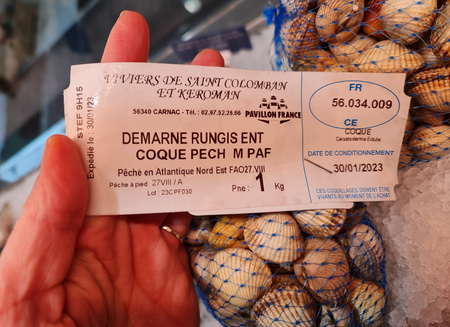 VIVIERS DE SAINT COLOMBAN
ET KEROMAN
56340 CARNAC - Tél. : 02.97.52.26.66
PAVILLON FRANCE
STEF 9H15
Expédié le : 30/01/23
DEMARNE RUNGIS ENT
COQUE PECH M PAF
Pêche en Atlantique Nord Est FAO27.VIII
Pêche à pied 27VIII / A
Lot : 23CPF030
Pne : 1 Kg
FR
56.034.009
CE
COQUE
Cerastoderma Edule
DATE DE CONDITIONNEMENT
30/01/2023
CES COQUILLAGES DOIVENT ÊTRE
VIVANTS AU MOMENT DE L'ACHAT